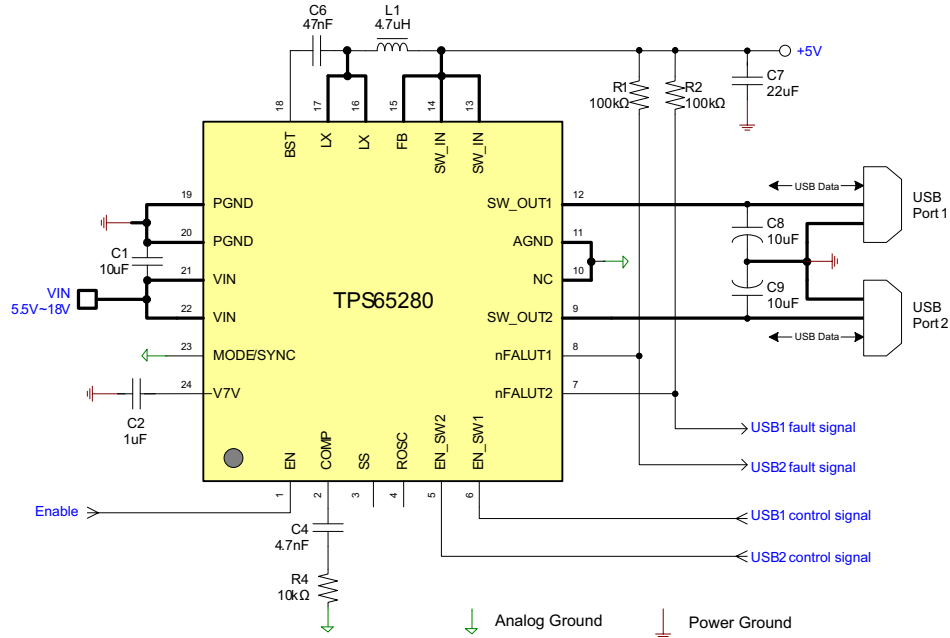 C6
47nF
L1
4.7uH
+5V
R1
100kΩ
R2
100kΩ
C7
22uF
18
17
16
15
14
13
BST
LX
LX
FB
SW_IN
SW_IN
19
PGND
20
PGND
C1
10uF
21
VIN
VIN
5.5V~18V
22
VIN
23
MODE/SYNC
24
V7V
C2
1uF
TPS65280
SW_OUT1
12
AGND
11
NC
10
SW_OUT2
9
nFALUT1
8
nFALUT2
7
USB Data
USB
Port 1
C8
10uF
C9
10uF
USB
Port 2
USB Data
USB1 fault signal
USB2 fault signal
EN
COMP
SS
ROSC
EN_SW2
EN_SW1
1
2
3
4
5
6
Enable
C4
4.7nF
R4
10kΩ
USB1 control signal
USB2 control signal
Analog Ground
Power Ground